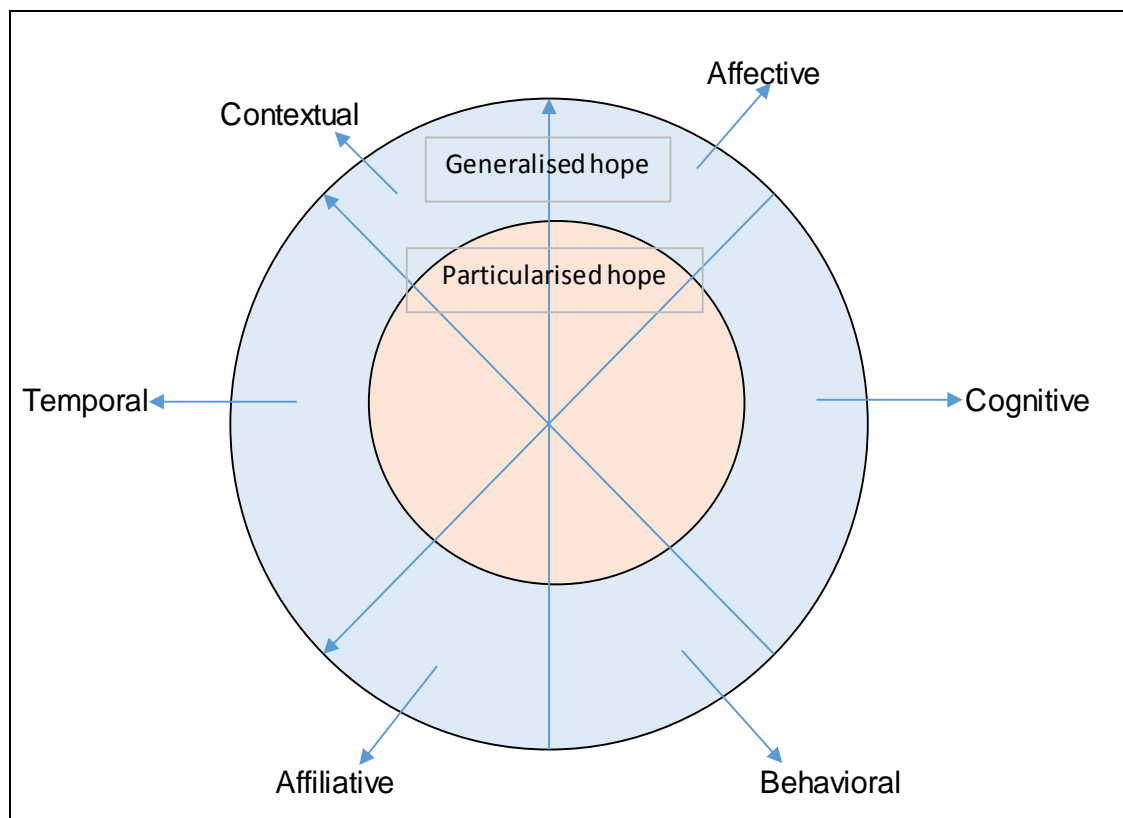 Affective
Contextual
Generalised hope
Particularised hope
Temporal
Cognitive
Affiliative
Behavioral